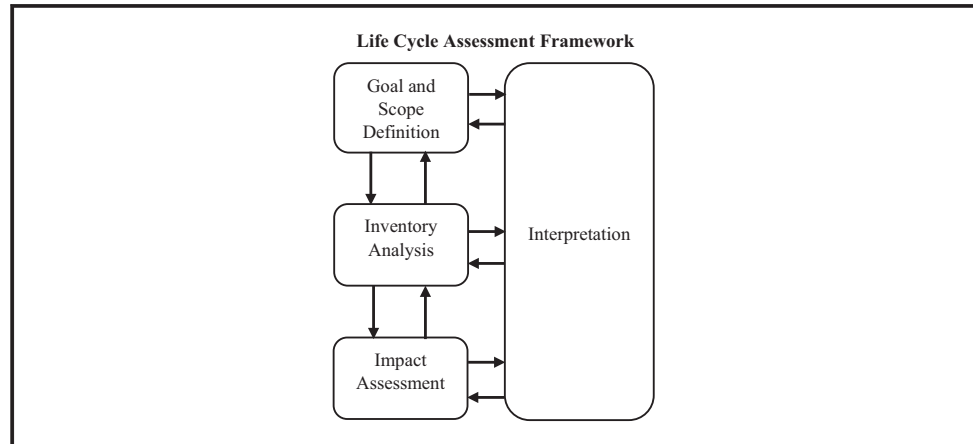 Life Cycle Assessment Framework
Goal and
Scope
Definition
Inventory
Analysis
Interpretation
Impact
Assessment